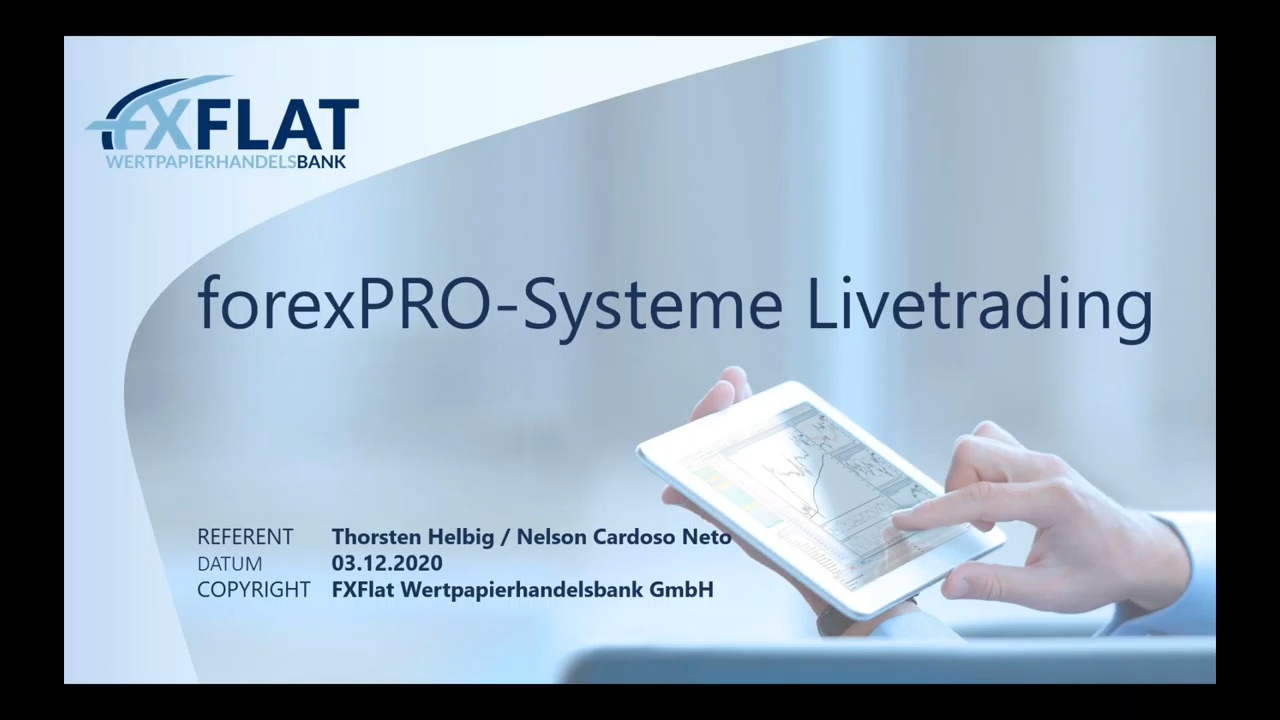 FXFLAT
WERTPAPIERHANDELSBANK
forexPRO-Systeme Livetrading
REFERENT Thorsten Helbig / Nelson Cardoso Neto
DATUM 03.12.2020
COPYRIGHT FXFlat Wertpapierhandelsbank GmbH